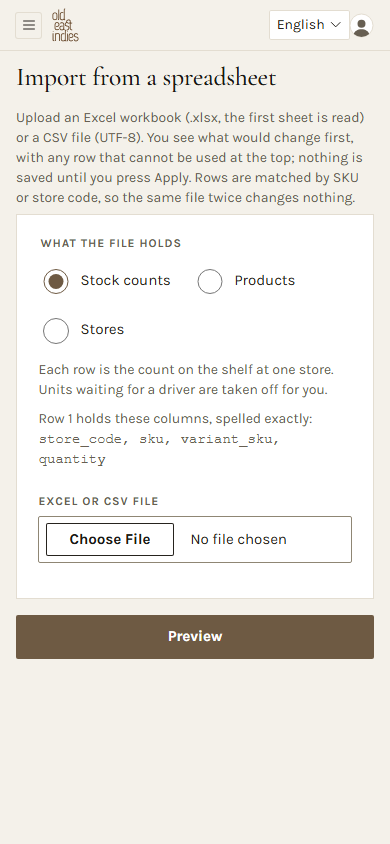 old
east
indies
English
Import from a spreadsheet
Upload an Excel workbook (.xlsx, the first sheet is read)
or a CSV file (UTF-8). You see what would change first,
with any row that cannot be used at the top; nothing is
saved until you press Apply. Rows are matched by SKU
or store code, so the same file twice changes nothing.
WHAT THE FILE HOLDS
Stock counts
Products
Stores
Each row is the count on the shelf at one store.
Units waiting for a driver are taken off for you.
Row 1 holds these columns, spelled exactly:
store_code, sku, variant_sku,
quantity
EXCEL OR CSV FILE
Choose File No file chosen
Preview